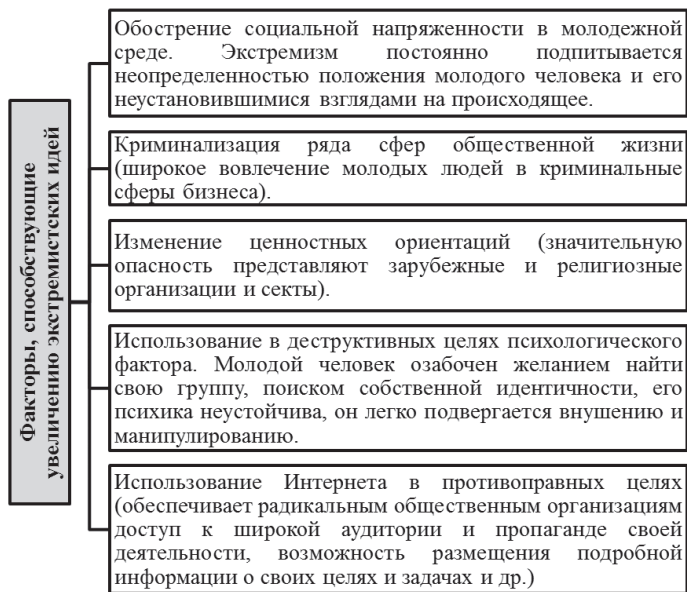 Факторы, способствующие
увеличению экстремистских идей
Обострение социальной напряженности в молодежной
среде. Экстремизм постоянно подпитывается
неопределенностью положения молодого человека и его
неустановившимися взглядами на происходящее.
Криминализация ряда сфер общественной жизни
(широкое вовлечение молодых людей в криминальные
сферы бизнеса).
Изменение ценностных ориентаций (значительную
опасность представляют зарубежные и религиозные
организации и секты).
Использование в деструктивных целях психологического
фактора. Молодой человек озабочен желанием найти
свою группу, поиском собственной идентичности, его
психика неустойчива, он легко подвергается внушению и
манипулированию.
Использование Интернета в противоправных целях
(обеспечивает радикальным общественным организациям
доступ к широкой аудитории и пропаганде своей
деятельности, возможность размещения подробной
информации о своих целях и задачах и др.)